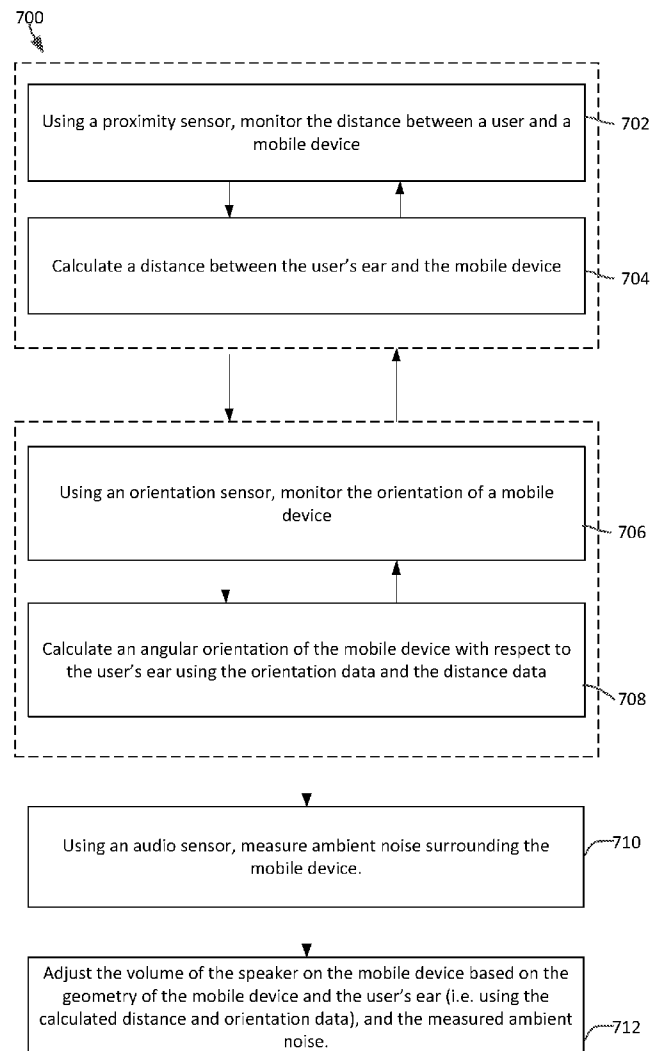 700
Using a proximity sensor, monitor the distance between a user and a
mobile device
702
Calculate a distance between the user's ear and the mobile device
704
Using an orientation sensor, monitor the orientation of a mobile
device
706
Calculate an angular orientation of the mobile device with respect to
the user's ear using the orientation data and the distance data
708
Using an audio sensor, measure ambient noise surrounding the
mobile device.
710
Adjust the volume of the speaker on the mobile device based on the
geometry of the mobile device and the user's ear (i.e. using the
calculated distance and orientation data), and the measured ambient
noise.
712